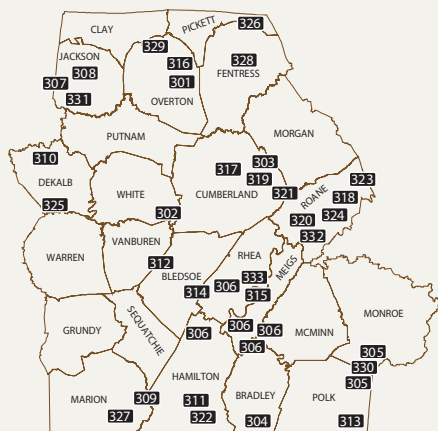 CLAY
PICKETT
326
JACKSON
329
316
328
308
FENTRESS
307
301
331
OVERTON
PUTNAM
MORGAN
310
303
317
323
DEKALB
319
318
WHITE
CUMBERLAND
321
ROANE
325
302
320
324
332
VANBUREN
WARREN
RHEA
312
MEIGS
BLEDSOE
333
314
306
315
SEQUATCHIE
MONROE
GRUNDY
306
306
306
MCMINN
306
305
330
HAMILTON
305
MARION
309
311
BRADLEY
POLK
327
322
304
313